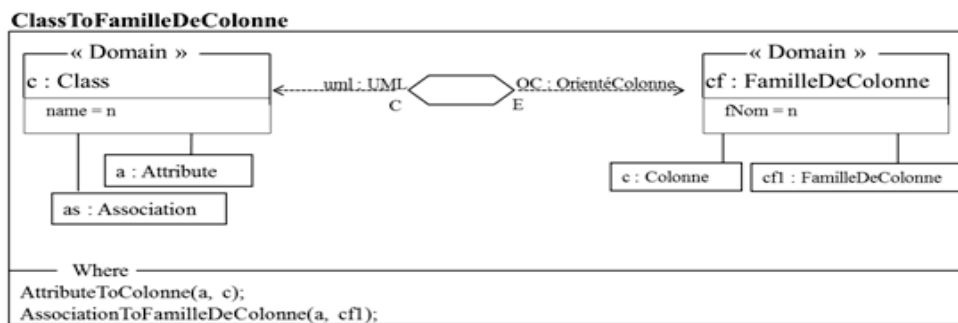 ClassToFamilleDeColonne
« Domain »
« Domain »
c : Class
uml : UML
OC : OrientéColonne
cf : FamilleDeColonne
C
E
name = n
fNom = n
a : Attribute
c : Colonne
cf1 : FamilleDeColonne
as : Association
Where
AttributeToColonne(a, c);
AssociationToFamilleDeColonne(a, cf1);